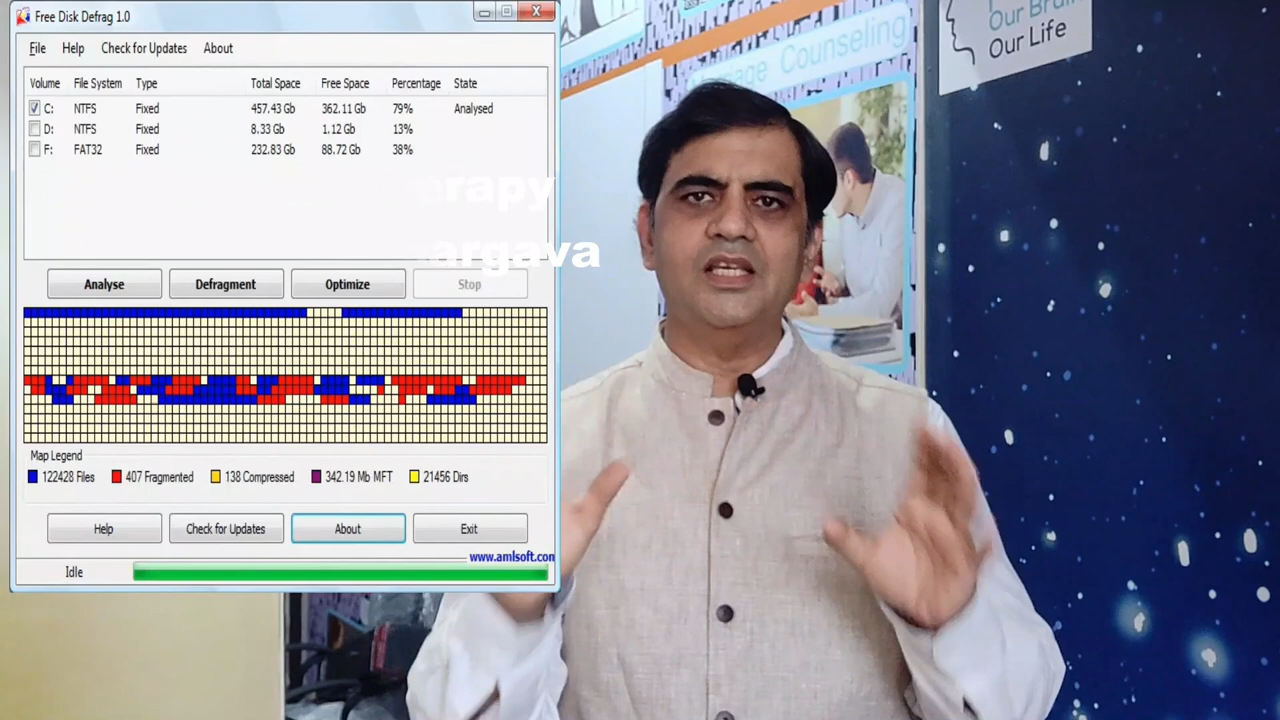 Free Disk Defrag 1.0
File Help Check for Updates About
Volume File System Type Total Space Free Space Percentage State
C: NTFS Fixed 457.43 Gb 362.11 Gb 79% Analysed
D: NTFS Fixed 8.33 Gb 1.12 Gb 13%
F: FAT32 Fixed 232.83 Gb 88.72 Gb 38%
rapy
argava
Analyse Defragment Optimize Stop
Map Legend
122428 Files 407 Fragmented 138 Compressed 342.19 Mb MFT 21456 Dirs
Help Check for Updates About Exit
www.amlsoft.com
Idle
Counseling
Our Brain
Our Life